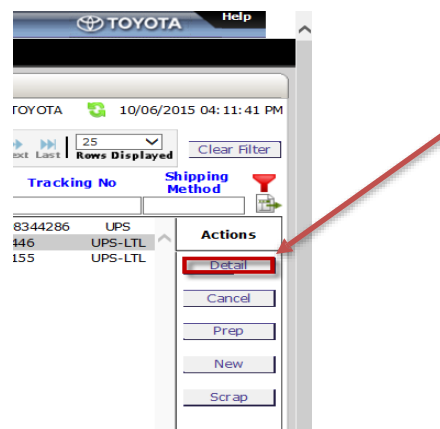 TOYOTA Help
TOYOTA 10/06/2015 04:11:41 PM
ext Last 25 Rows Displayed Clear Filter
Tracking No Shipping Method
8344286 UPS
446 UPS-LTL
155 UPS-LTL
Actions
Detail
Cancel
Prep
New
Scrap